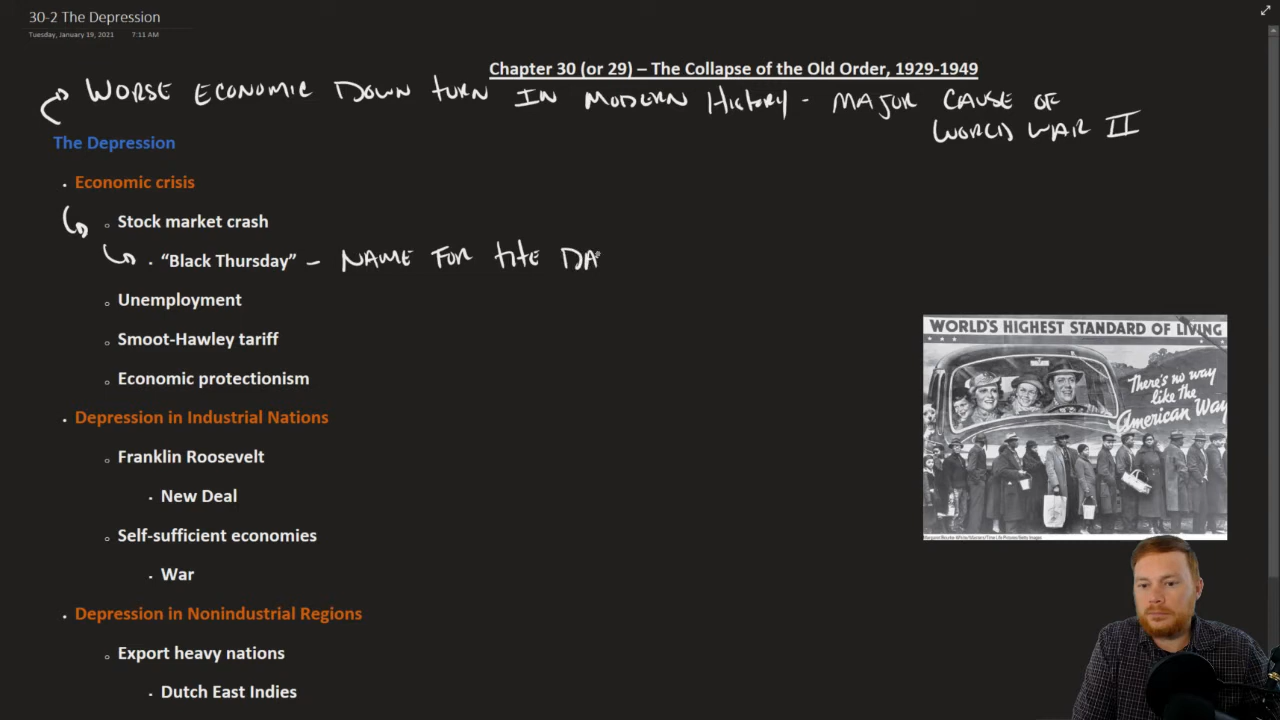 30-2 The Depression
Tuesday, January 19, 2021 7:11 AM
Chapter 30 (or 29) – The Collapse of the Old Order, 1929-1949
WORSE ECONOMIC DOWN TURN IN MODERN HISTORY - MAJOR CAUSE OF
WORLD WAR II
The Depression
Economic crisis
Stock market crash
"Black Thursday" – NAME FOR THE DA
Unemployment
Smoot-Hawley tariff
Economic protectionism
Depression in Industrial Nations
Franklin Roosevelt
New Deal
Self-sufficient economies
War
Depression in Nonindustrial Regions
Export heavy nations
Dutch East Indies
WORLD'S HIGHEST STANDARD OF LIVING
There's no way
like the
American Way